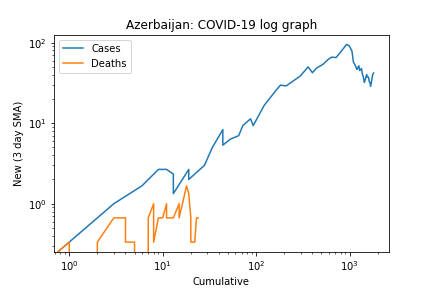 Azerbaijan: COVID-19 log graph
Cases
Deaths
New (3 day SMA)
10²
10¹
10⁰
10⁰ 10¹ 10² 10³
Cumulative